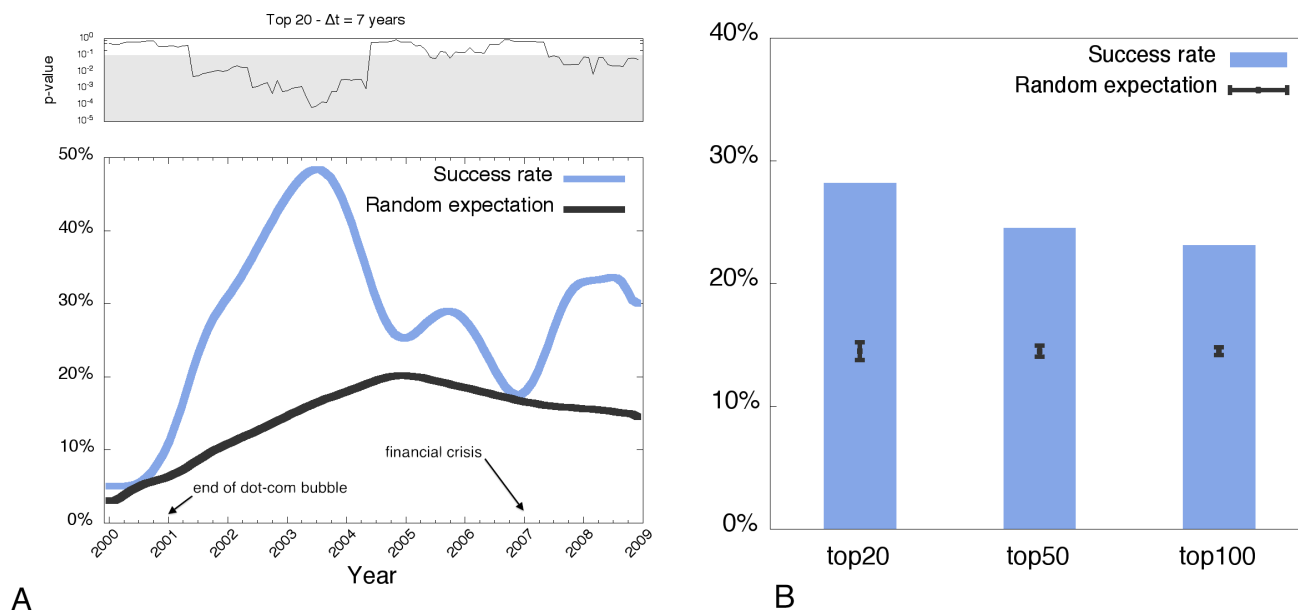 Top 20 - Δt = 7 years
p-value
10^0
10^-1
10^-2
10^-3
10^-4
10^-5
50%
40%
30%
20%
10%
0%
Success rate
Random expectation
financial crisis
end of dot-com bubble
2000
2001
2002
2003
2004
2005
2006
2007
2008
2009
Year
A
40%
30%
20%
10%
0%
Success rate
Random expectation
top20
top50
top100
B